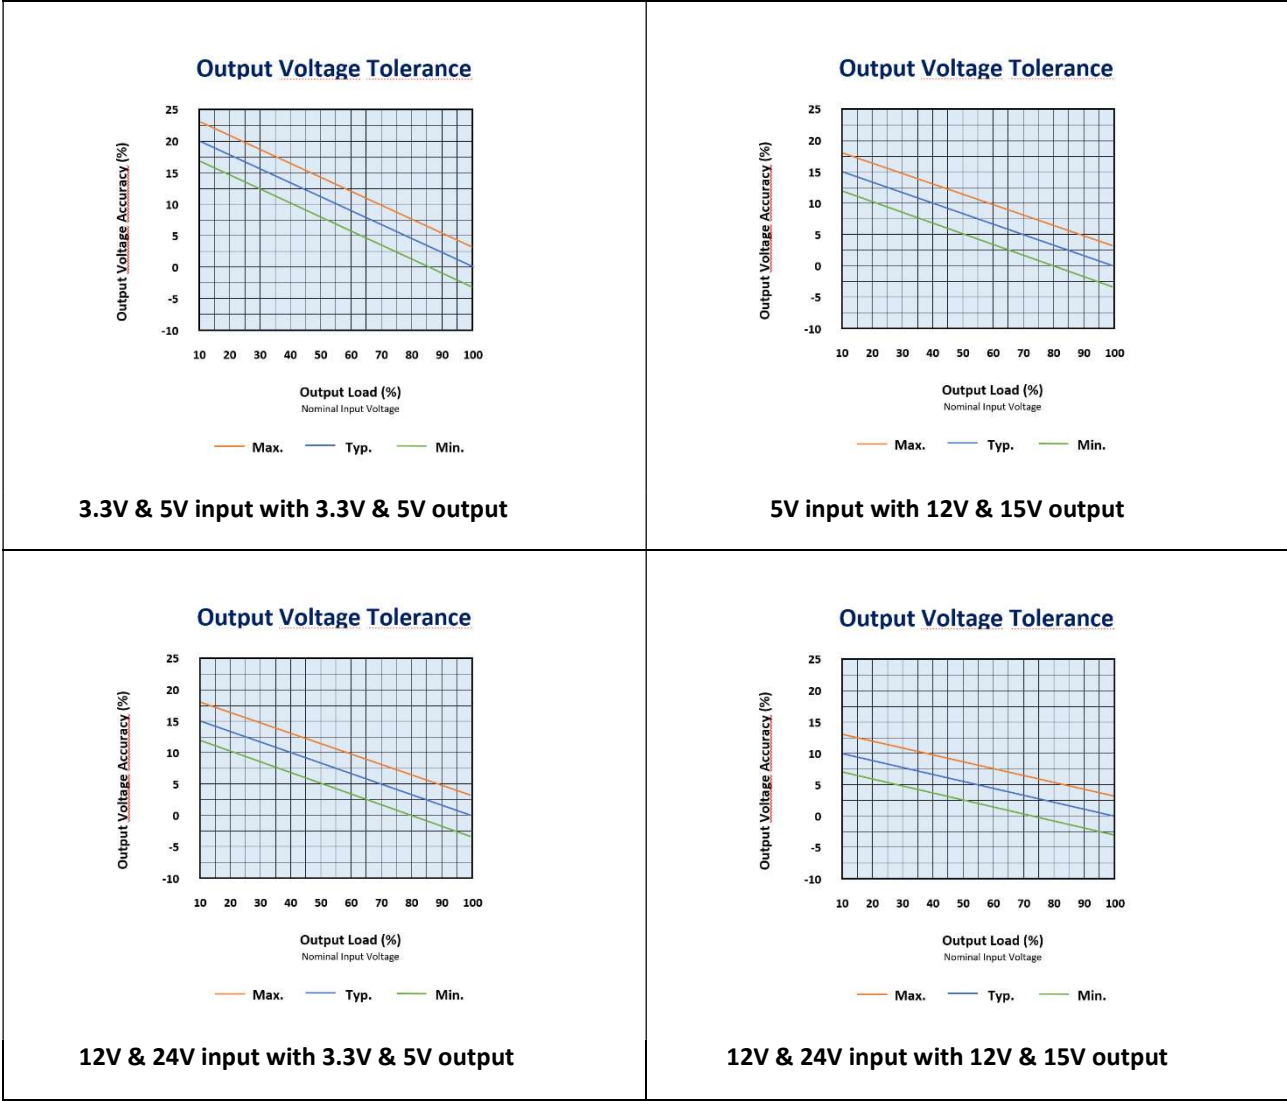 Output Voltage Tolerance
Output Voltage Accuracy (%)
25
20
15
10
5
0
-5
-10
10 20 30 40 50 60 70 80 90 100
Output Load (%)
Nominal Input Voltage
Max. Typ. Min.
3.3V & 5V input with 3.3V & 5V output
Output Voltage Tolerance
Output Voltage Accuracy (%)
25
20
15
10
5
0
-5
-10
10 20 30 40 50 60 70 80 90 100
Output Load (%)
Nominal Input Voltage
Max. Typ. Min.
5V input with 12V & 15V output
Output Voltage Tolerance
Output Voltage Accuracy (%)
25
20
15
10
5
0
-5
-10
10 20 30 40 50 60 70 80 90 100
Output Load (%)
Nominal Input Voltage
Max. Typ. Min.
12V & 24V input with 3.3V & 5V output
Output Voltage Tolerance
Output Voltage Accuracy (%)
25
20
15
10
5
0
-5
-10
10 20 30 40 50 60 70 80 90 100
Output Load (%)
Nominal Input Voltage
Max. Typ. Min.
12V & 24V input with 12V & 15V output